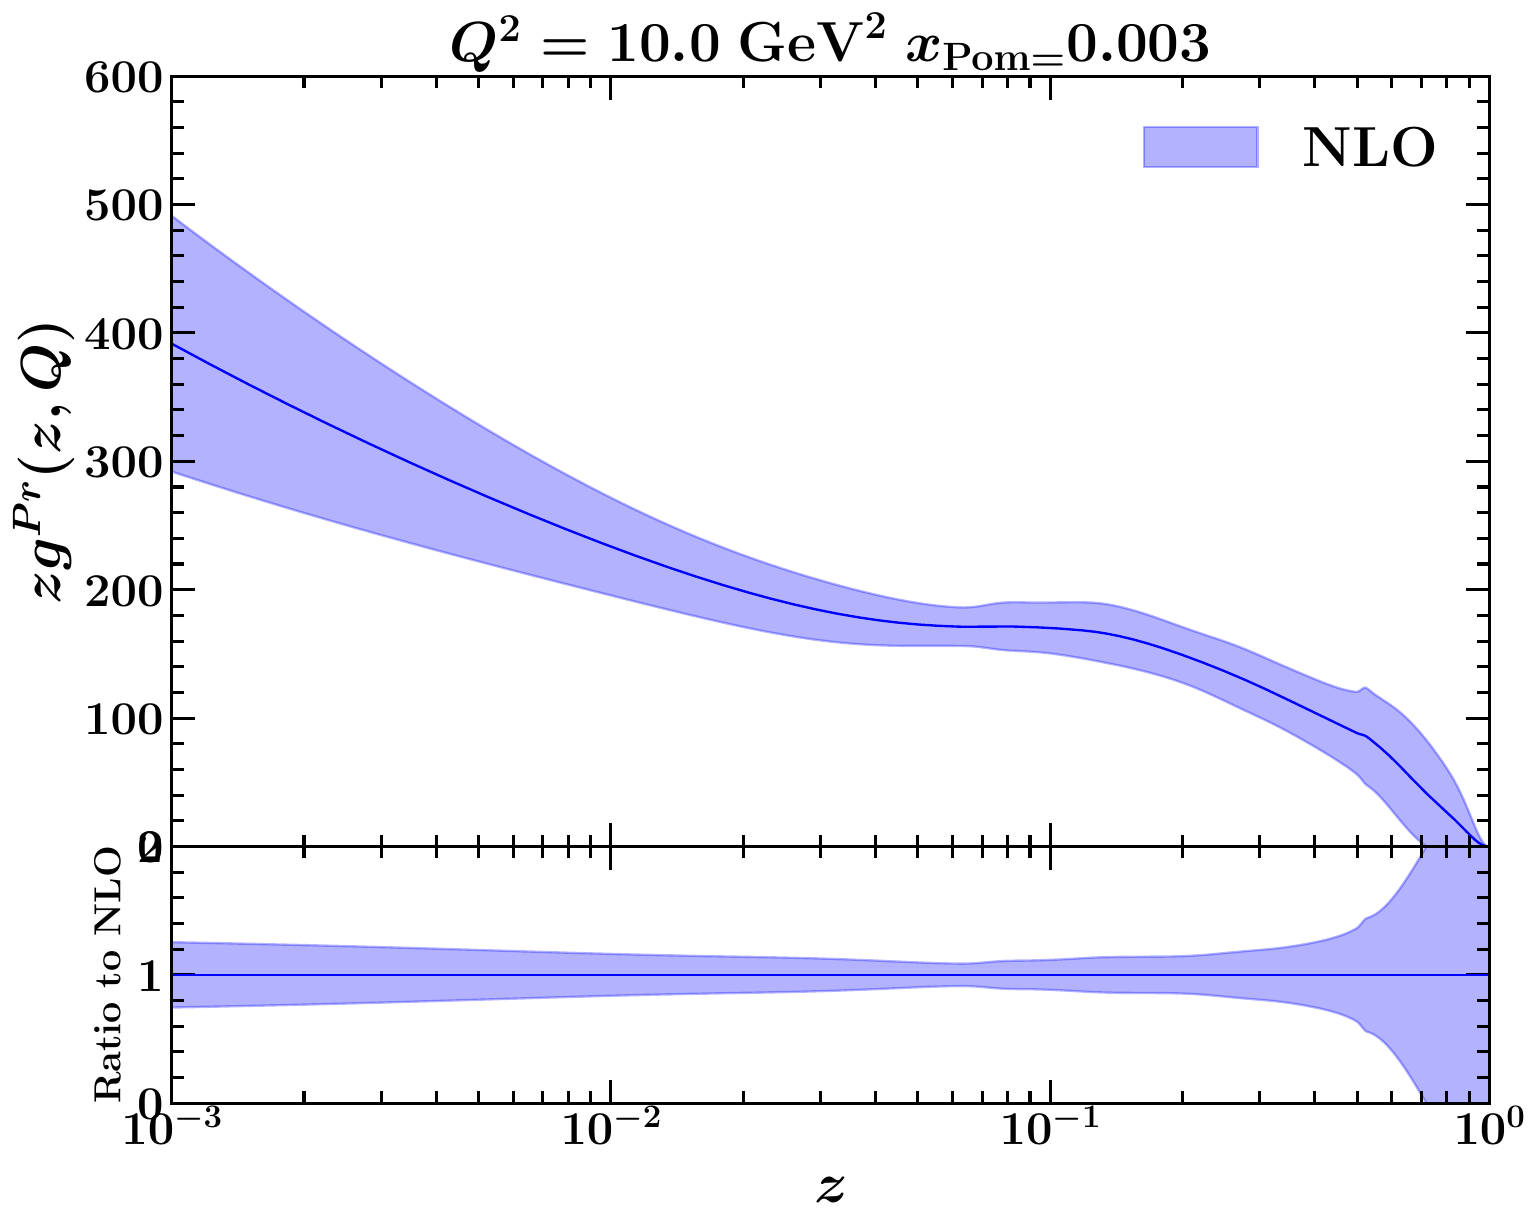 Q² = 10.0 GeV² x_Pom=0.003
600
500
400
300
200
100
0
zg^Pr(z, Q)
NLO
2
1
0
Ratio to NLO
10⁻³ 10⁻² 10⁻¹ 10⁰
z